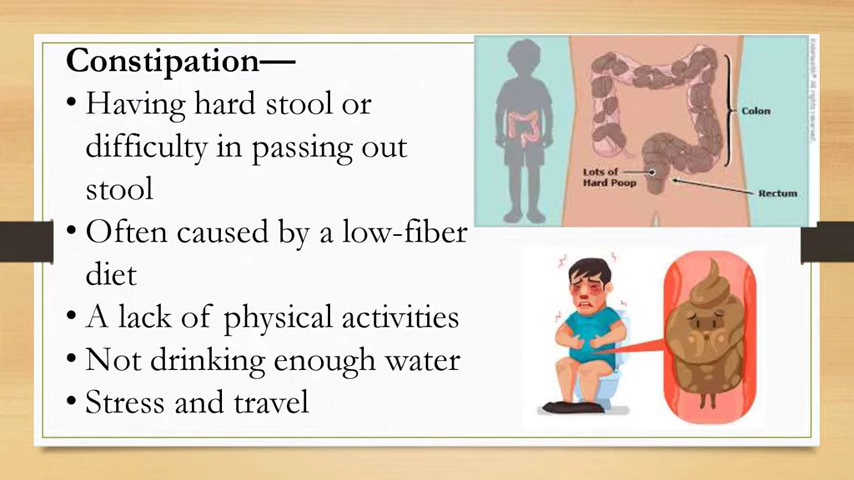 Constipation—
• Having hard stool or
difficulty in passing out
stool
• Often caused by a low-fiber
diet
• A lack of physical activities
• Not drinking enough water
• Stress and travel
Colon
Lots of
Hard Poop
Rectum